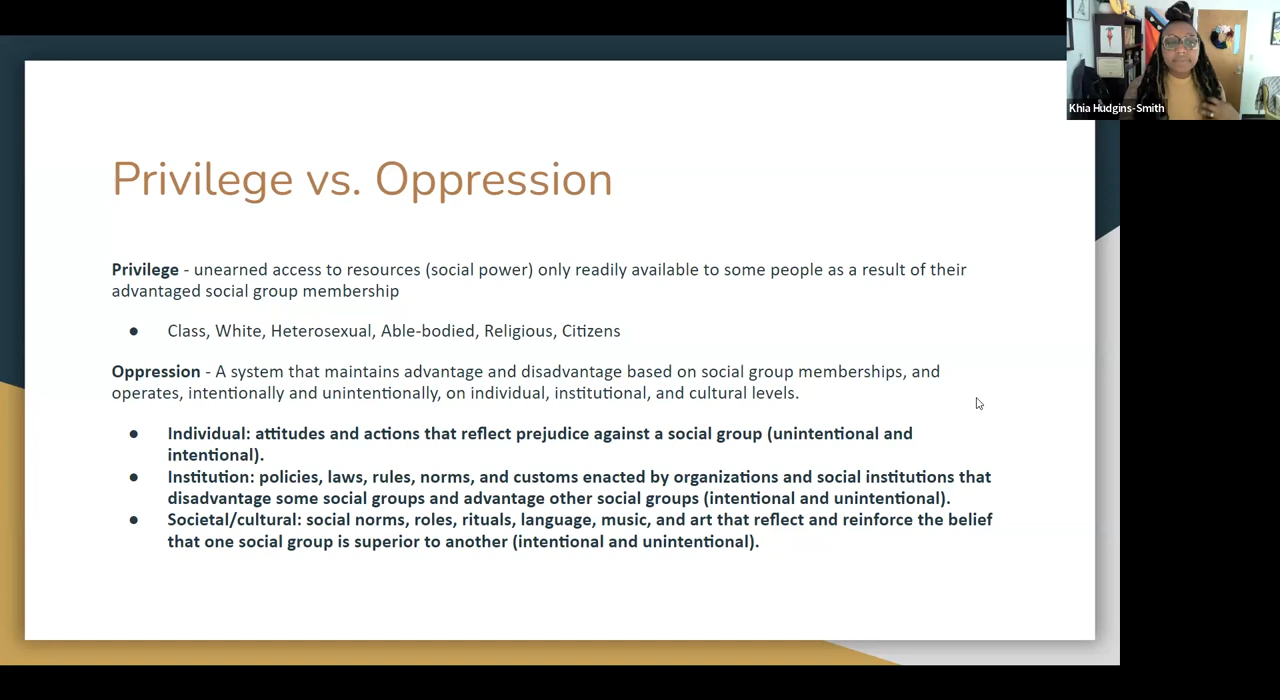 Khia Hudgins-Smith
Privilege vs. Oppression
Privilege - unearned access to resources (social power) only readily available to some people as a result of their
advantaged social group membership
● Class, White, Heterosexual, Able-bodied, Religious, Citizens
Oppression - A system that maintains advantage and disadvantage based on social group memberships, and
operates, intentionally and unintentionally, on individual, institutional, and cultural levels.
● Individual: attitudes and actions that reflect prejudice against a social group (unintentional and
intentional).
● Institution: policies, laws, rules, norms, and customs enacted by organizations and social institutions that
disadvantage some social groups and advantage other social groups (intentional and unintentional).
● Societal/cultural: social norms, roles, rituals, language, music, and art that reflect and reinforce the belief
that one social group is superior to another (intentional and unintentional).